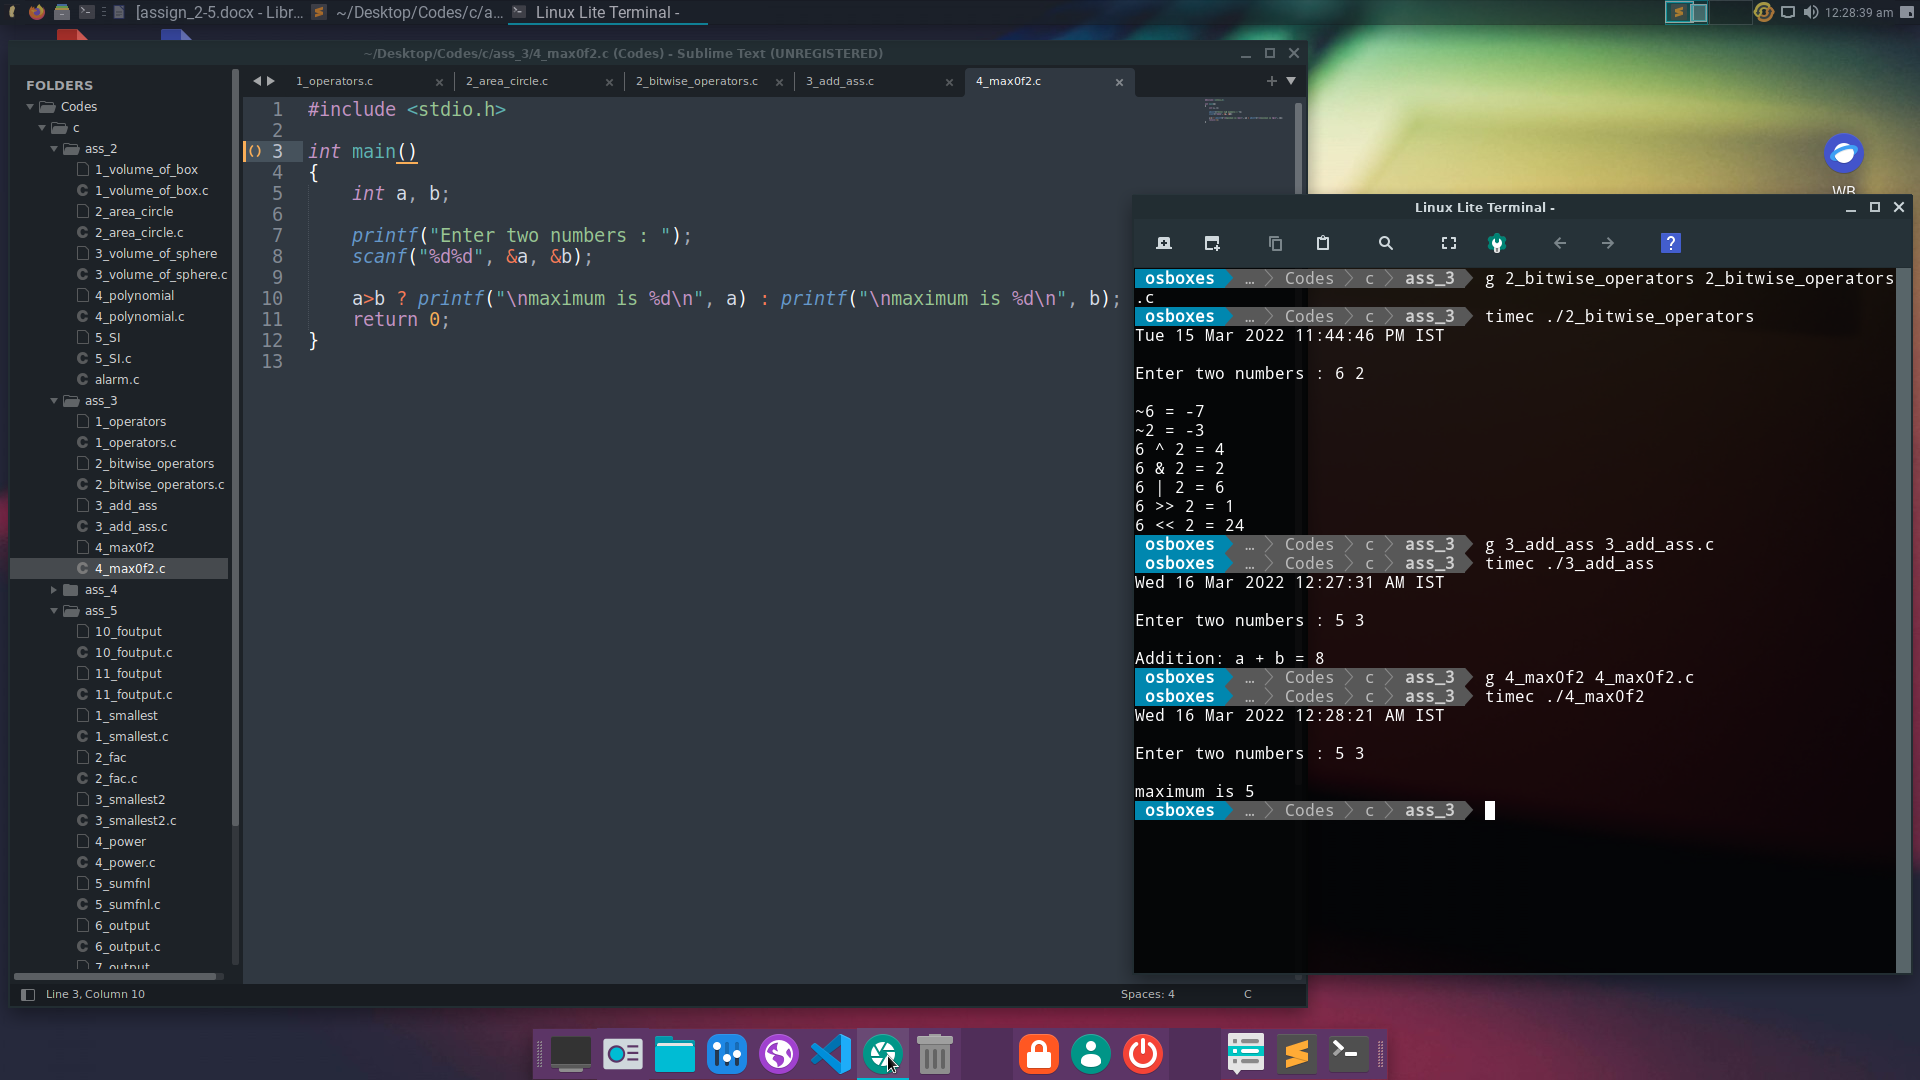 [assign_2-5.docx - Libr... ~/Desktop/Codes/c/a... Linux Lite Terminal - 12:28:39 am
~/Desktop/Codes/c/ass_3/4_max0f2.c (Codes) - Sublime Text (UNREGISTERED)
FOLDERS
Codes
c
ass_2
1_volume_of_box
1_volume_of_box.c
2_area_circle
2_area_circle.c
3_volume_of_sphere
3_volume_of_sphere.c
4_polynomial
4_polynomial.c
5_SI
5_SI.c
alarm.c
ass_3
1_operators
1_operators.c
2_bitwise_operators
2_bitwise_operators.c
3_add_ass
3_add_ass.c
4_max0f2
4_max0f2.c
ass_4
ass_5
10_foutput
10_foutput.c
11_foutput
11_foutput.c
1_smallest
1_smallest.c
2_fac
2_fac.c
3_smallest2
3_smallest2.c
4_power
4_power.c
5_sumfnl
5_sumfnl.c
6_output
6_output.c
7_output
1_operators.c 2_area_circle.c 2_bitwise_operators.c 3_add_ass.c 4_max0f2.c
1 #include <stdio.h>
2
3 int main()
4 {
5 int a, b;
6
7 printf("Enter two numbers : ");
8 scanf("%d%d", &a, &b);
9
10 a>b ? printf("\nmaximum is %d\n", a) : printf("\nmaximum is %d\n", b);
11 return 0;
12 }
13
Line 3, Column 10 Spaces: 4 C
WB
Linux Lite Terminal -
osboxes … Codes c ass_3 g 2_bitwise_operators 2_bitwise_operators
.c
osboxes … Codes c ass_3 timec ./2_bitwise_operators
Tue 15 Mar 2022 11:44:46 PM IST
Enter two numbers : 6 2
~6 = -7
~2 = -3
6 ^ 2 = 4
6 & 2 = 2
6 | 2 = 6
6 >> 2 = 1
6 << 2 = 24
osboxes … Codes c ass_3 g 3_add_ass 3_add_ass.c
osboxes … Codes c ass_3 timec ./3_add_ass
Wed 16 Mar 2022 12:27:31 AM IST
Enter two numbers : 5 3
Addition: a + b = 8
osboxes … Codes c ass_3 g 4_max0f2 4_max0f2.c
osboxes … Codes c ass_3 timec ./4_max0f2
Wed 16 Mar 2022 12:28:21 AM IST
Enter two numbers : 5 3
maximum is 5
osboxes … Codes c ass_3